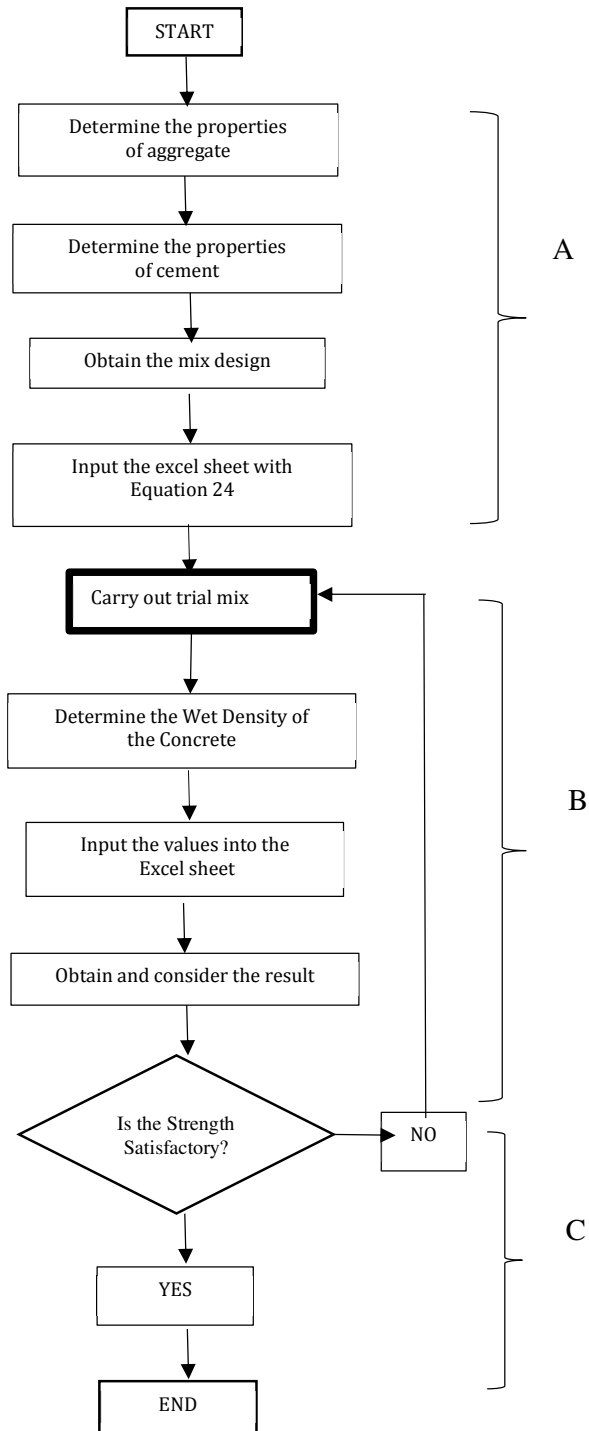 START
Determine the properties
of aggregate
A
Determine the properties
of cement
Obtain the mix design
Input the excel sheet with
Equation 24
Carry out trial mix
Determine the Wet Density of
the Concrete
B
Input the values into the
Excel sheet
Obtain and consider the result
Is the Strength
Satisfactory?
NO
C
YES
END